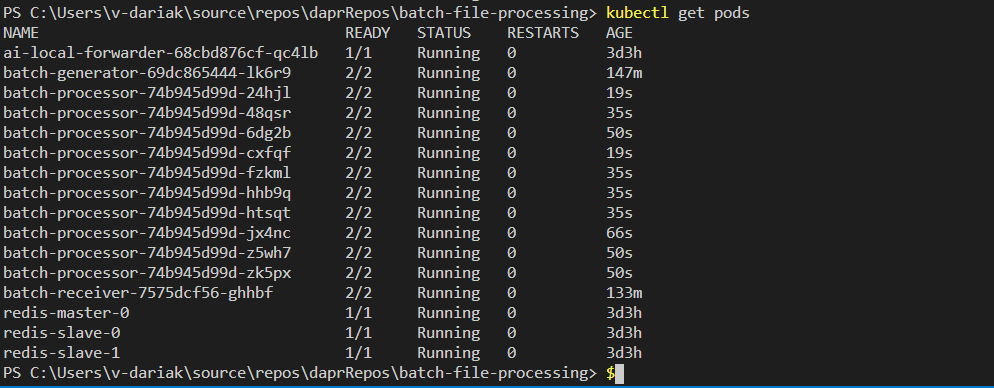 PS C:\Users\v-dariak\source\repos\daprRepos\batch-file-processing> kubectl get pods
NAME READY STATUS RESTARTS AGE
ai-local-forwarder-68cbd876cf-qc4lb 1/1 Running 0 3d3h
batch-generator-69dc865444-lk6r9 2/2 Running 0 147m
batch-processor-74b945d99d-24hjl 2/2 Running 0 19s
batch-processor-74b945d99d-48qsr 2/2 Running 0 35s
batch-processor-74b945d99d-6dg2b 2/2 Running 0 50s
batch-processor-74b945d99d-cxfqf 2/2 Running 0 19s
batch-processor-74b945d99d-fzkml 2/2 Running 0 35s
batch-processor-74b945d99d-hhb9q 2/2 Running 0 35s
batch-processor-74b945d99d-htsqt 2/2 Running 0 35s
batch-processor-74b945d99d-jx4nc 2/2 Running 0 66s
batch-processor-74b945d99d-z5wh7 2/2 Running 0 50s
batch-processor-74b945d99d-zk5px 2/2 Running 0 50s
batch-receiver-7575dcf56-ghhbf 2/2 Running 0 133m
redis-master-0 1/1 Running 0 3d3h
redis-slave-0 1/1 Running 0 3d3h
redis-slave-1 1/1 Running 0 3d3h
PS C:\Users\v-dariak\source\repos\daprRepos\batch-file-processing> $